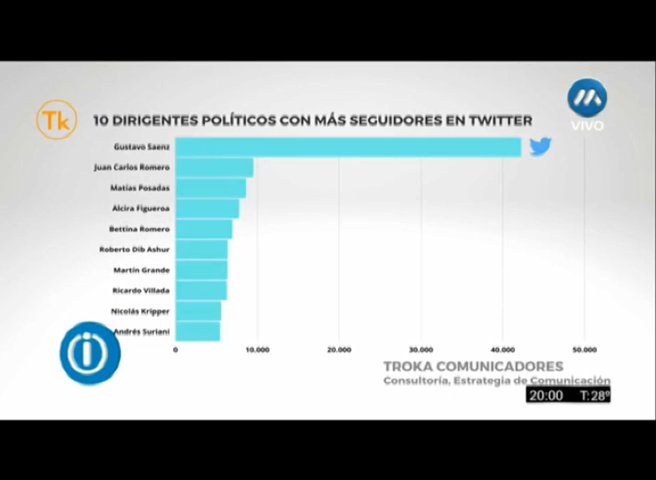 Tk
10 DIRIGENTES POLÍTICOS CON MÁS SEGUIDORES EN TWITTER
VIVO
Gustavo Saenz
Juan Carlos Romero
Matías Posadas
Alcira Figueroa
Bettina Romero
Roberto Dib Ashur
Martín Grande
Ricardo Villada
Nicolás Kripper
Andrés Suriani
0 10.000 20.000 30.000 40.000 50.000
TROKA COMUNICADORES
Consultoría, Estrategia de Comunicación
20:00 T:28º